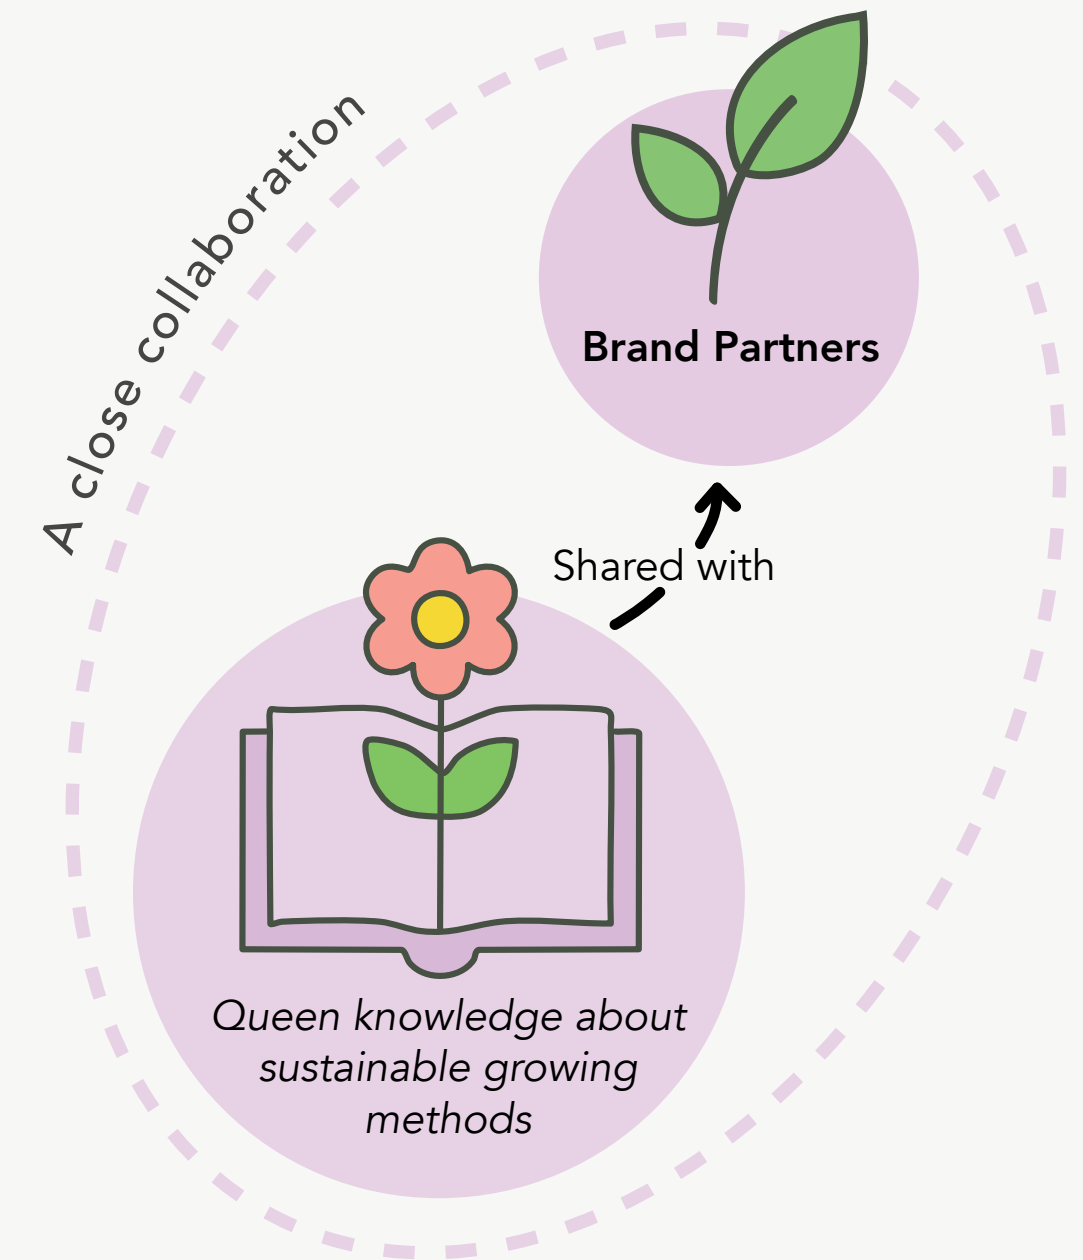 A close collaboration
Brand Partners
Shared with
Queen knowledge about
sustainable growing
methods